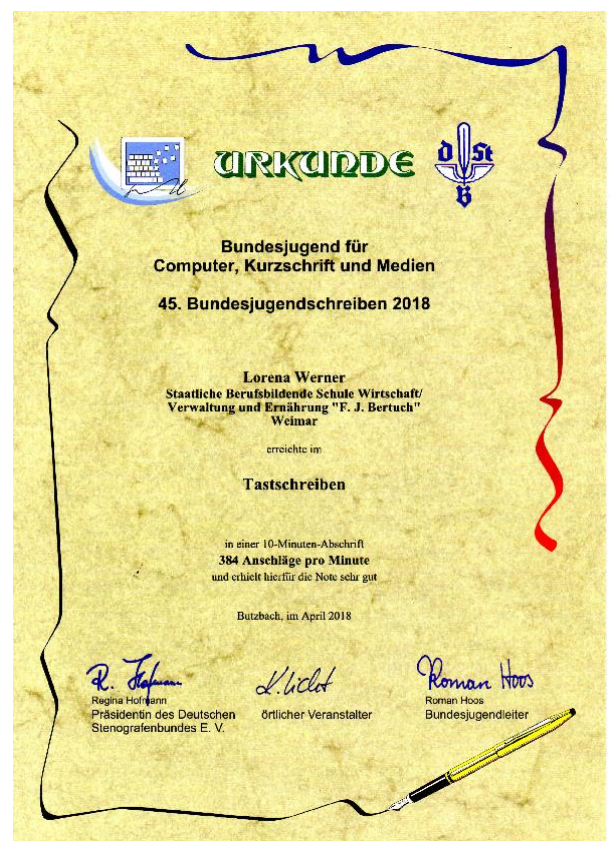 URKUNDE
d St
B
Bundesjugend für
Computer, Kurzschrift und Medien
45. Bundesjugendschreiben 2018
Lorena Werner
Staatliche Berufsbildende Schule Wirtschaft/
Verwaltung und Ernährung "F. J. Bertuch"
Weimar
erreichte im
Tastschreiben
in einer 10-Minuten-Abschrift
384 Anschläge pro Minute
und erhielt hierfür die Note sehr gut
Butzbach, im April 2018
R. Hofmann K. Licht Roman Hoos
Regina Hofmann Roman Hoos
Präsidentin des Deutschen örtlicher Veranstalter Bundesjugendleiter
Stenografenbundes E. V.